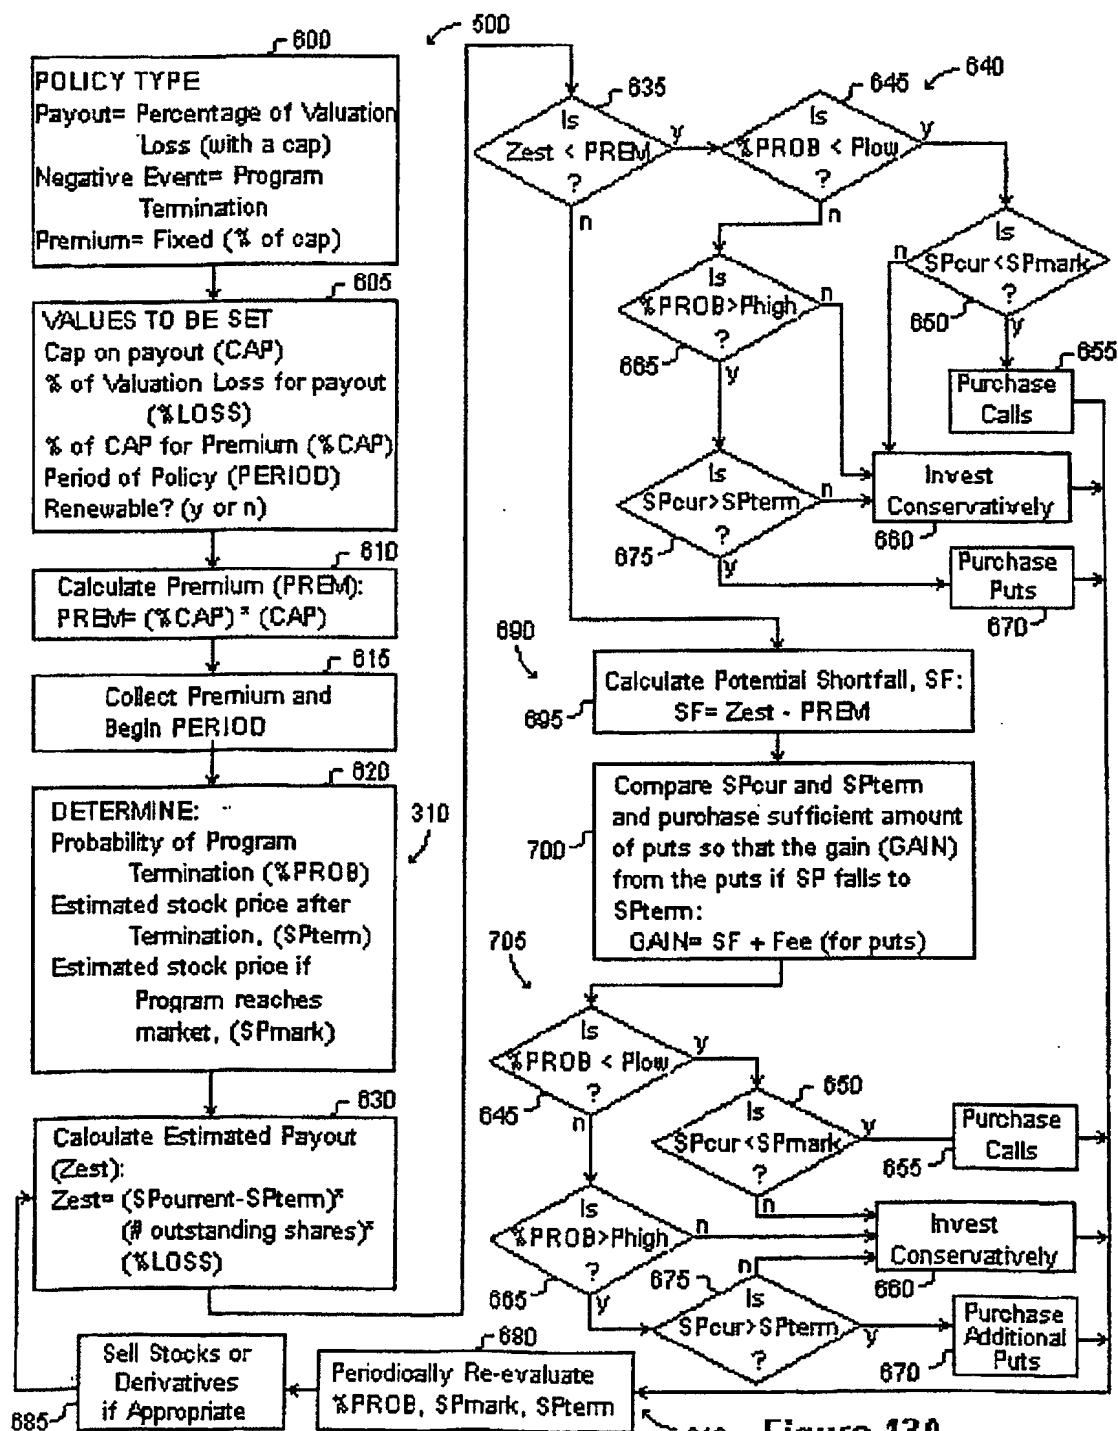 600
500
POLICY TYPE
Payout= Percentage of Valuation
Loss (with a cap)
Negative Event= Program
Termination
Premium= Fixed (% of cap)
605
VALUES TO BE SET
Cap on payout (CAP)
% of Valuation Loss for payout
(%LOSS)
% of CAP for Premium (%CAP)
Period of Policy (PERIOD)
Renewable? (y or n)
610
Calculate Premium (PREM):
PREM= (%CAP)* (CAP)
615
Collect Premium and
Begin PERIOD
620
310
DETERMINE:
Probability of Program
Termination (%PROB)
Estimated stock price after
Termination, (SPterm)
Estimated stock price if
Program reaches
market, (SPmark)
630
Calculate Estimated Payout
(Zest):
Zest= (SPcurrent-SPterm)*
(# outstanding shares)*
(%LOSS)
635
Is
Zest < PREM
?
y
n
645
640
Is
%PROB < Plow
?
y
n
Is
SPcur<SPmark
?
n
650
y
655
Purchase
Calls
Is
%PROB>Phigh
?
n
665
y
Is
SPcur>SPterm
?
n
675
y
Invest
Conservatively
660
Purchase
Puts
670
690
Calculate Potential Shortfall, SF:
SF= Zest - PREM
695
Compare SPcur and SPterm
and purchase sufficient amount
of puts so that the gain (GAIN)
from the puts if SP falls to
SPterm:
GAIN= SF + Fee (for puts)
700
705
Is
%PROB < Plow
?
y
645
n
650
Is
SPcur<SPmark
?
y
n
Purchase
Calls
655
Is
%PROB>Phigh
?
n
665
y
Invest
Conservatively
660
675
n
Is
SPcur>SPterm
?
y
Purchase
Additional
Puts
670
680
Periodically Re-evaluate
%PROB, SPmark, SPterm
Sell Stocks or
Derivatives
if Appropriate
685
Figure 13A